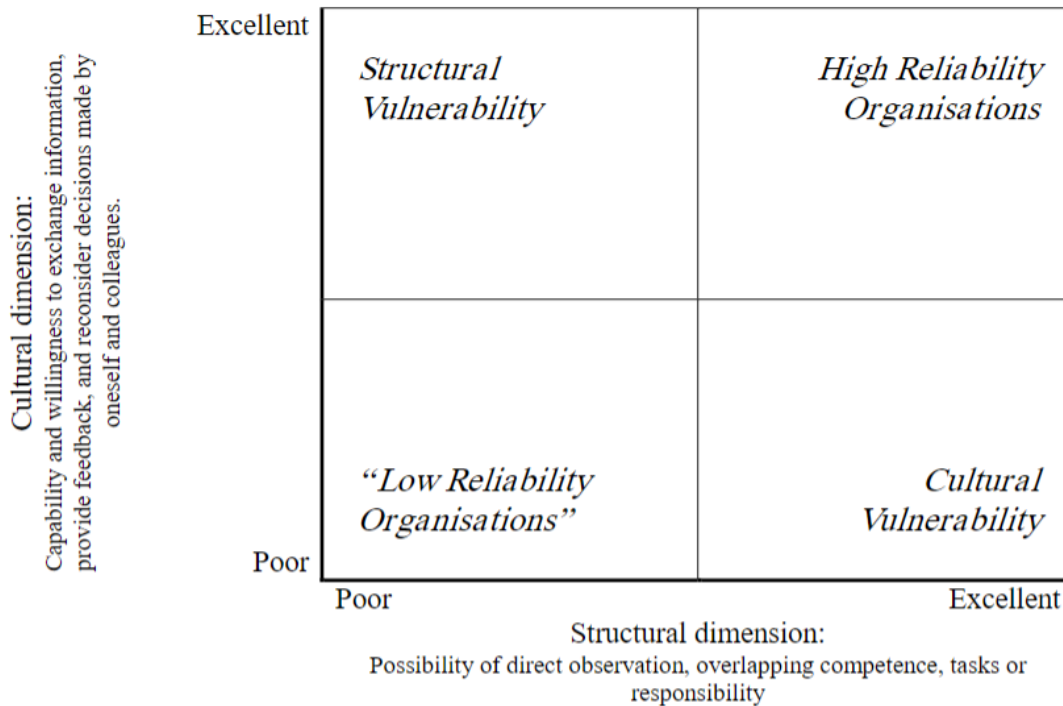 Cultural dimension:
Capability and willingness to exchange information,
provide feedback, and reconsider decisions made by
oneself and colleagues.
Excellent
Structural
Vulnerability
High Reliability
Organisations
“Low Reliability
Organisations”
Cultural
Vulnerability
Poor
Poor
Excellent
Structural dimension:
Possibility of direct observation, overlapping competence, tasks or
responsibility